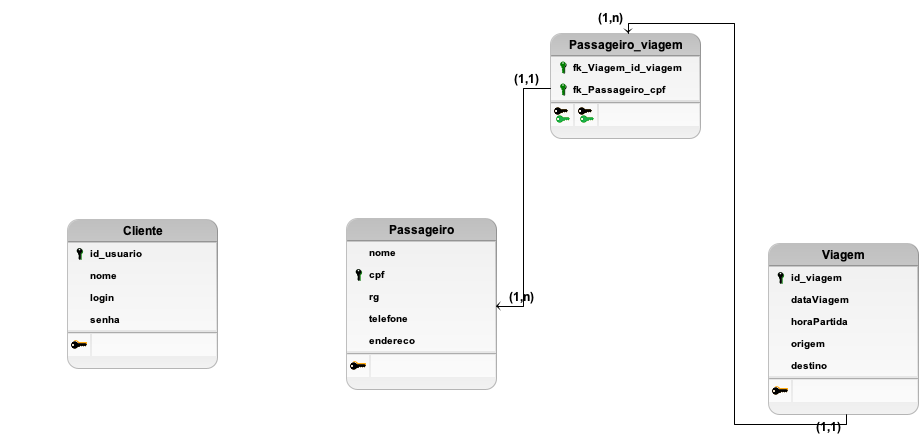 (1,n)
Passageiro_viagem
fk_Viagem_id_viagem
fk_Passageiro_cpf
(1,1)
Cliente
id_usuario
nome
login
senha
Passageiro
nome
cpf
rg
telefone
endereco
(1,n)
Viagem
id_viagem
dataViagem
horaPartida
origem
destino
(1,1)